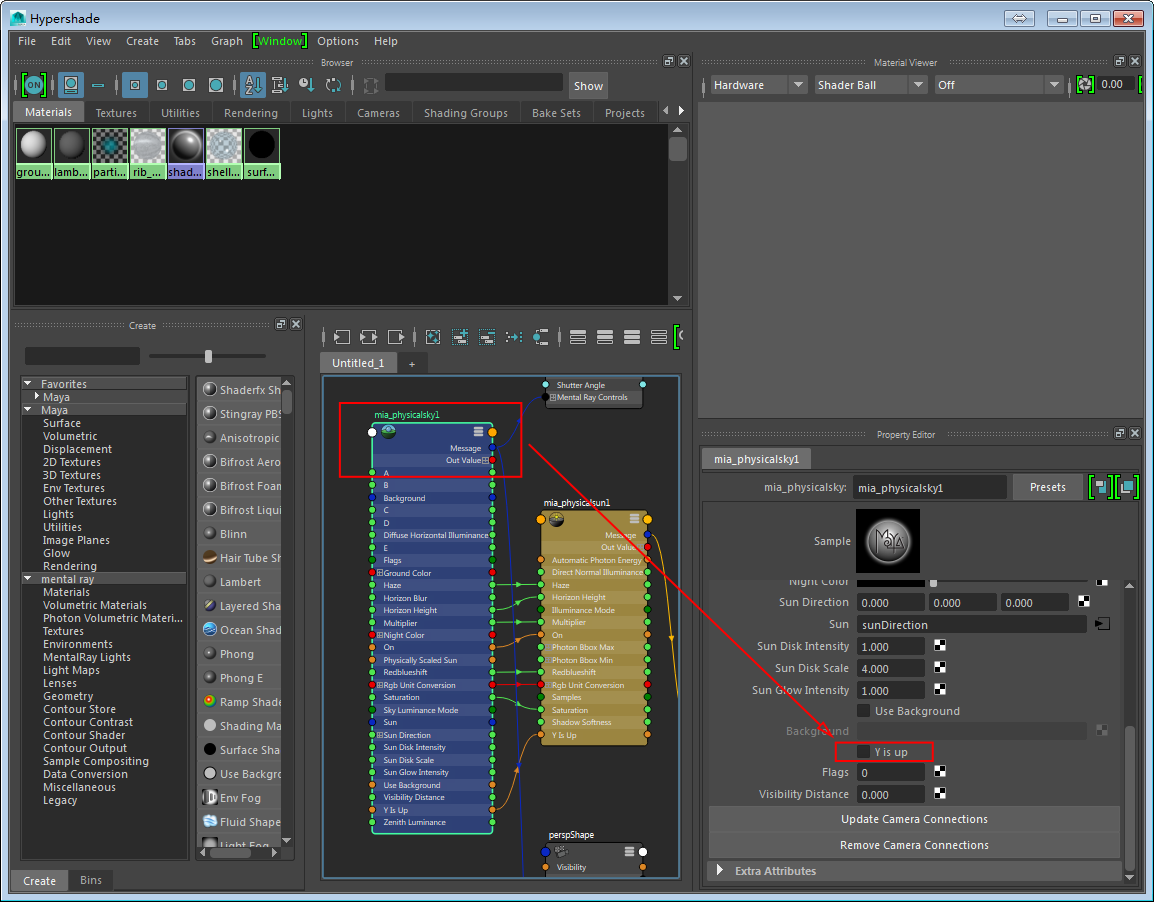 Hypershade
File Edit View Create Tabs Graph [Window] Options Help
Browser
ON
A
Z
Show
Materials Textures Utilities Rendering Lights Cameras Shading Groups Bake Sets Projects
grou... lamb... parti... rib_... shad... shell... surf...
Material Viewer
Hardware Shader Ball Off 0.00
Create
Favorites
Maya
Maya
Surface
Volumetric
Displacement
2D Textures
3D Textures
Env Textures
Other Textures
Lights
Utilities
Image Planes
Glow
Rendering
mental ray
Materials
Volumetric Materials
Photon Volumetric Materi...
Textures
Environments
MentalRay Lights
Light Maps
Lenses
Geometry
Contour Store
Contour Contrast
Contour Shader
Contour Output
Sample Compositing
Data Conversion
Miscellaneous
Legacy
Shaderfx Sh
Stingray PBS
Anisotropic
Bifrost Aero
Bifrost Foam
Bifrost Liqui
Blinn
Hair Tube Sh
Lambert
Layered Sha
Ocean Shad
Phong
Phong E
Ramp Shade
Shading Ma
Surface Sha
Use Backgro
Env Fog
Fluid Shape
Light Fog
Create Bins
Untitled_1 +
Shutter Angle
Mental Ray Controls
mia_physicalsky1
Message
Out Value
A
B
Background
C
D
Diffuse Horizontal Illuminance
E
Flags
Ground Color
Haze
Horizon Blur
Horizon Height
Multiplier
Night Color
On
Physically Scaled Sun
Redblueshift
Rgb Unit Conversion
Saturation
Sky Luminance Mode
Sun
Sun Direction
Sun Disk Intensity
Sun Disk Scale
Sun Glow Intensity
Use Background
Visibility Distance
Y Is Up
Zenith Luminance
mia_physicalsun1
Message
Out Value
Automatic Photon Energy
Direct Normal Illuminance
Haze
Horizon Height
Illuminance Mode
Multiplier
On
Photon Bbox Max
Photon Bbox Min
Redblueshift
Rgb Unit Conversion
Samples
Saturation
Shadow Softness
Y Is Up
perspShape
Visibility
Property Editor
mia_physicalsky1
mia_physicalsky: mia_physicalsky1 Presets
Sample
MAYA
Night Color
Sun Direction 0.000 0.000 0.000
Sun sunDirection
Sun Disk Intensity 1.000
Sun Disk Scale 4.000
Sun Glow Intensity 1.000
Use Background
Background
Y is up
Flags 0
Visibility Distance 0.000
Update Camera Connections
Remove Camera Connections
Extra Attributes